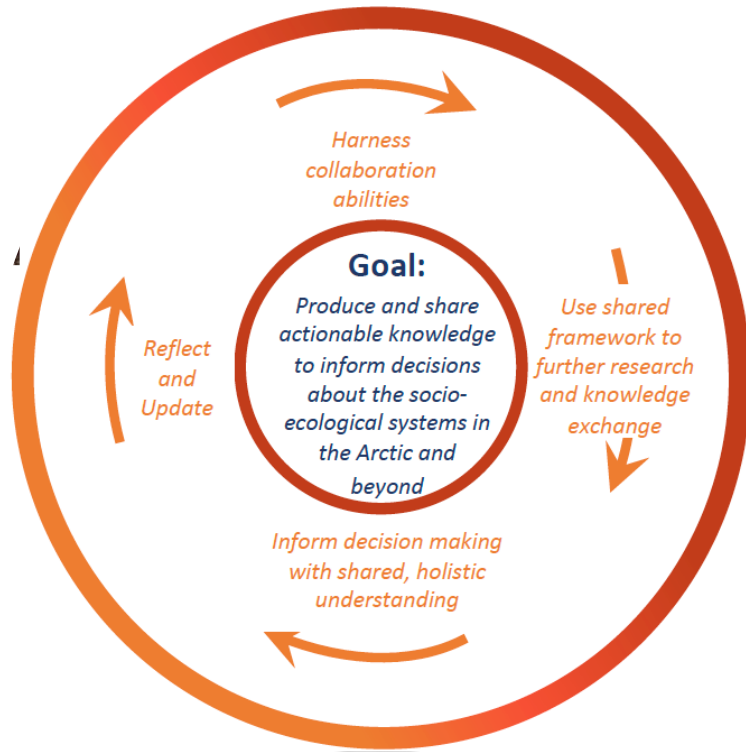 Harness
collaboration
abilities
Goal:
Produce and share
actionable knowledge
to inform decisions
about the socio-
ecological systems in
the Arctic and
beyond
Use shared
framework to
further research
and knowledge
exchange
Reflect
and
Update
Inform decision making
with shared, holistic
understanding